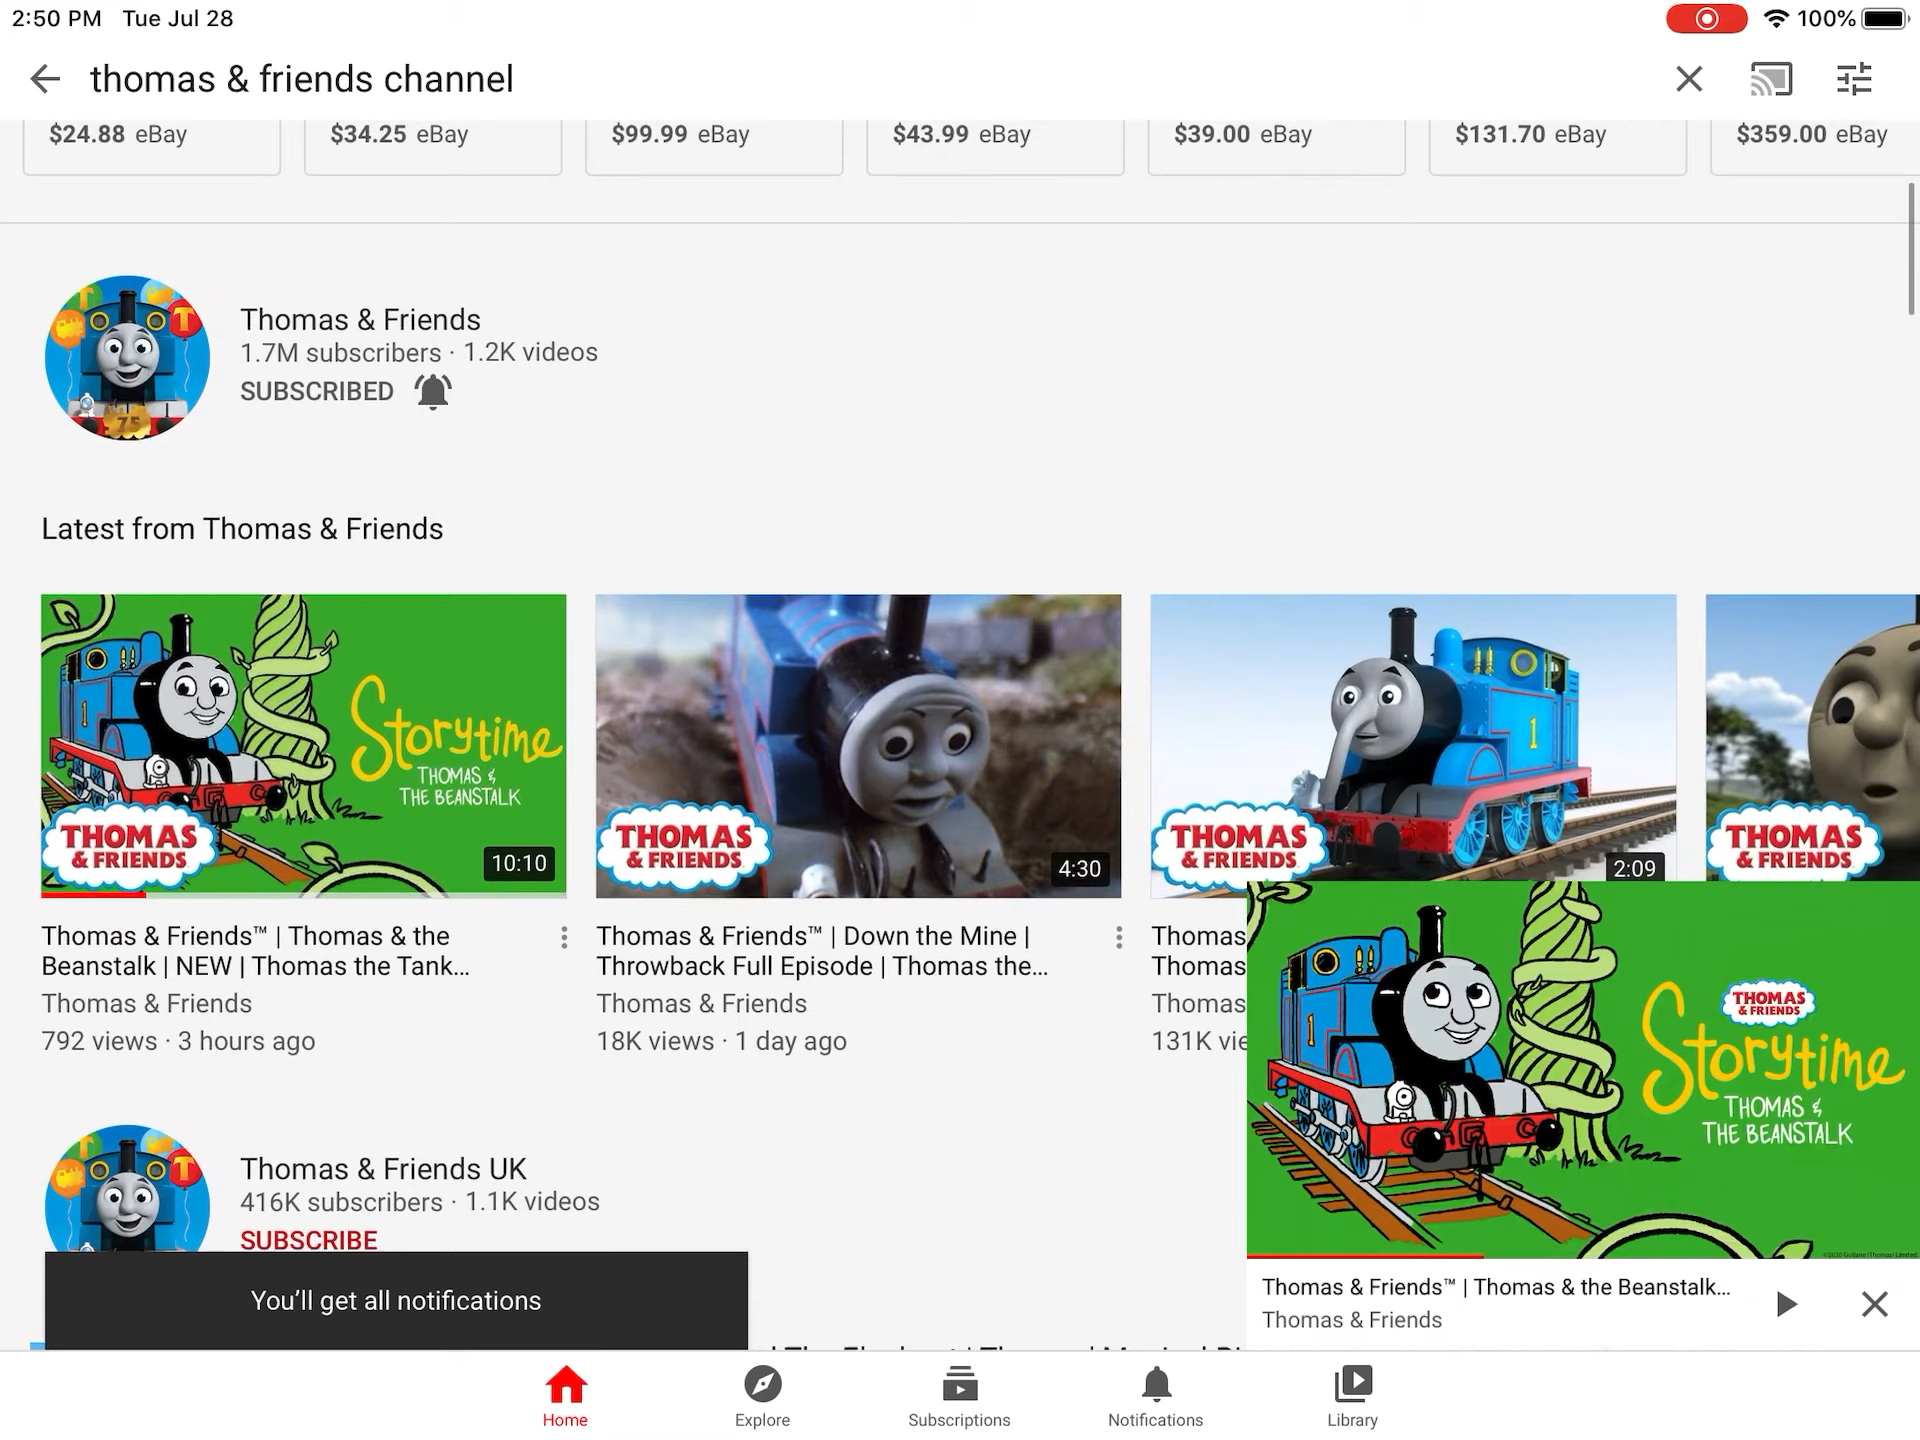 2:50 PM Tue Jul 28
100%
thomas & friends channel
$24.88 eBay
$34.25 eBay
$99.99 eBay
$43.99 eBay
$39.00 eBay
$131.70 eBay
$359.00 eBay
Thomas & Friends
1.7M subscribers · 1.2K videos
SUBSCRIBED
75
Latest from Thomas & Friends
1
Storytime
THOMAS &
THE BEANSTALK
THOMAS
& FRIENDS
10:10
THOMAS
& FRIENDS
4:30
1
THOMAS
& FRIENDS
2:09
THOMAS
& FRIENDS
Thomas & Friends™ | Thomas & the
Beanstalk | NEW | Thomas the Tank...
Thomas & Friends
792 views · 3 hours ago
Thomas & Friends™ | Down the Mine |
Throwback Full Episode | Thomas the...
Thomas & Friends
18K views · 1 day ago
Thomas
Thomas
Thomas
131K vie
1
THOMAS
& FRIENDS
Storytime
THOMAS &
THE BEANSTALK
Thomas & Friends UK
416K subscribers · 1.1K videos
SUBSCRIBE
You'll get all notifications
Thomas & Friends™ | Thomas & the Beanstalk...
Thomas & Friends
Home
Explore
Subscriptions
Notifications
Library